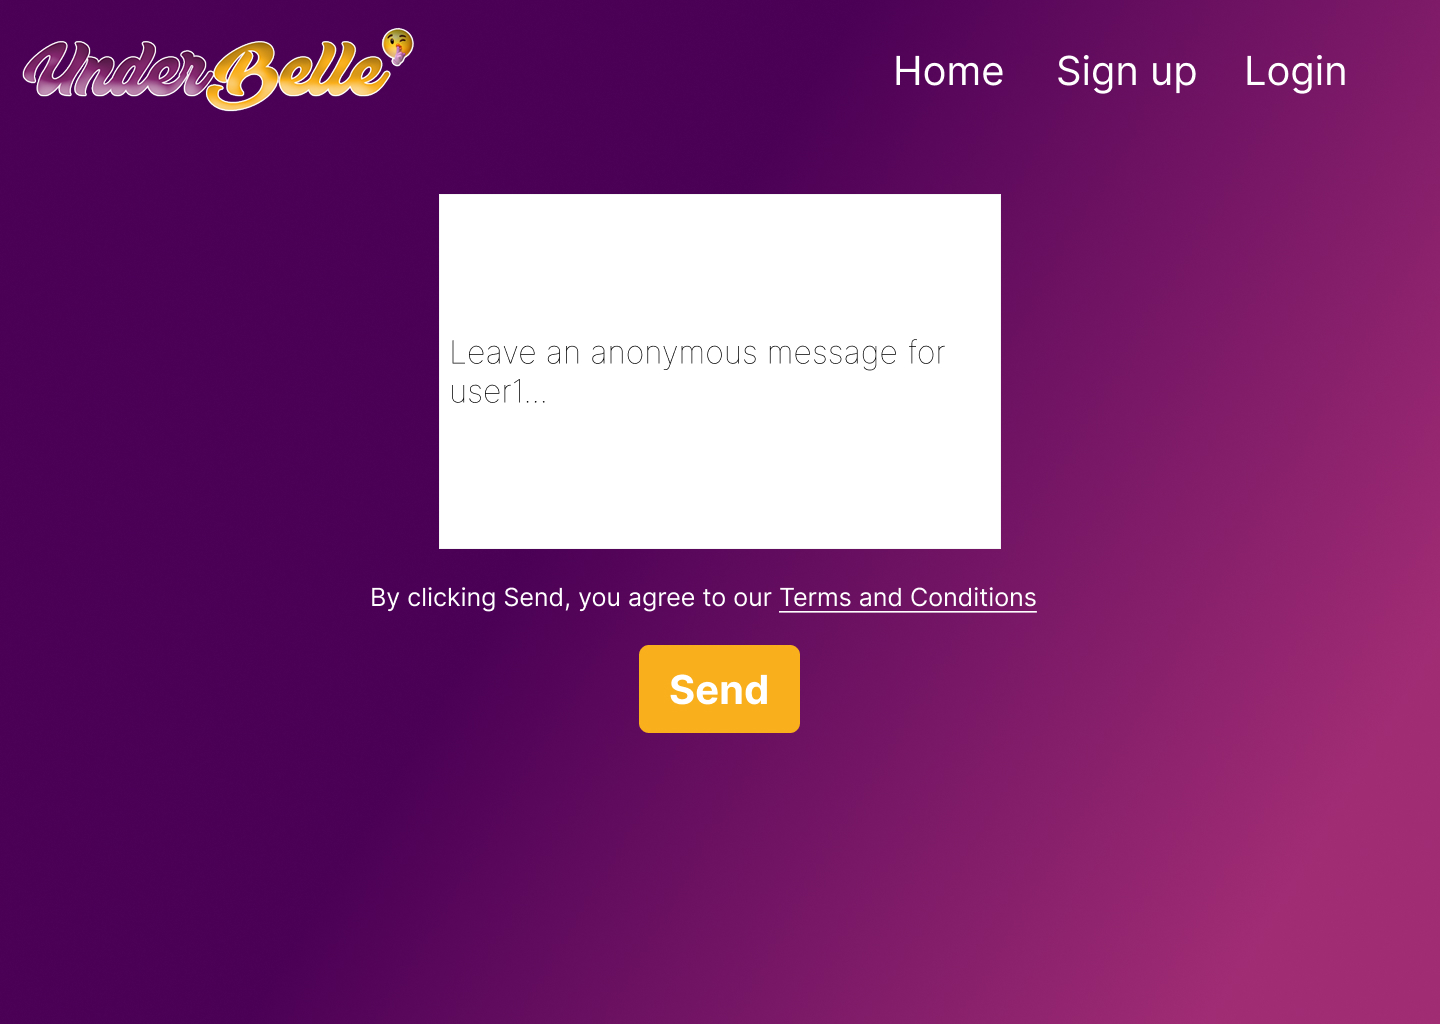 UnderBelle
Home Sign up Login
Leave an anonymous message for
user1...
By clicking Send, you agree to our Terms and Conditions
Send